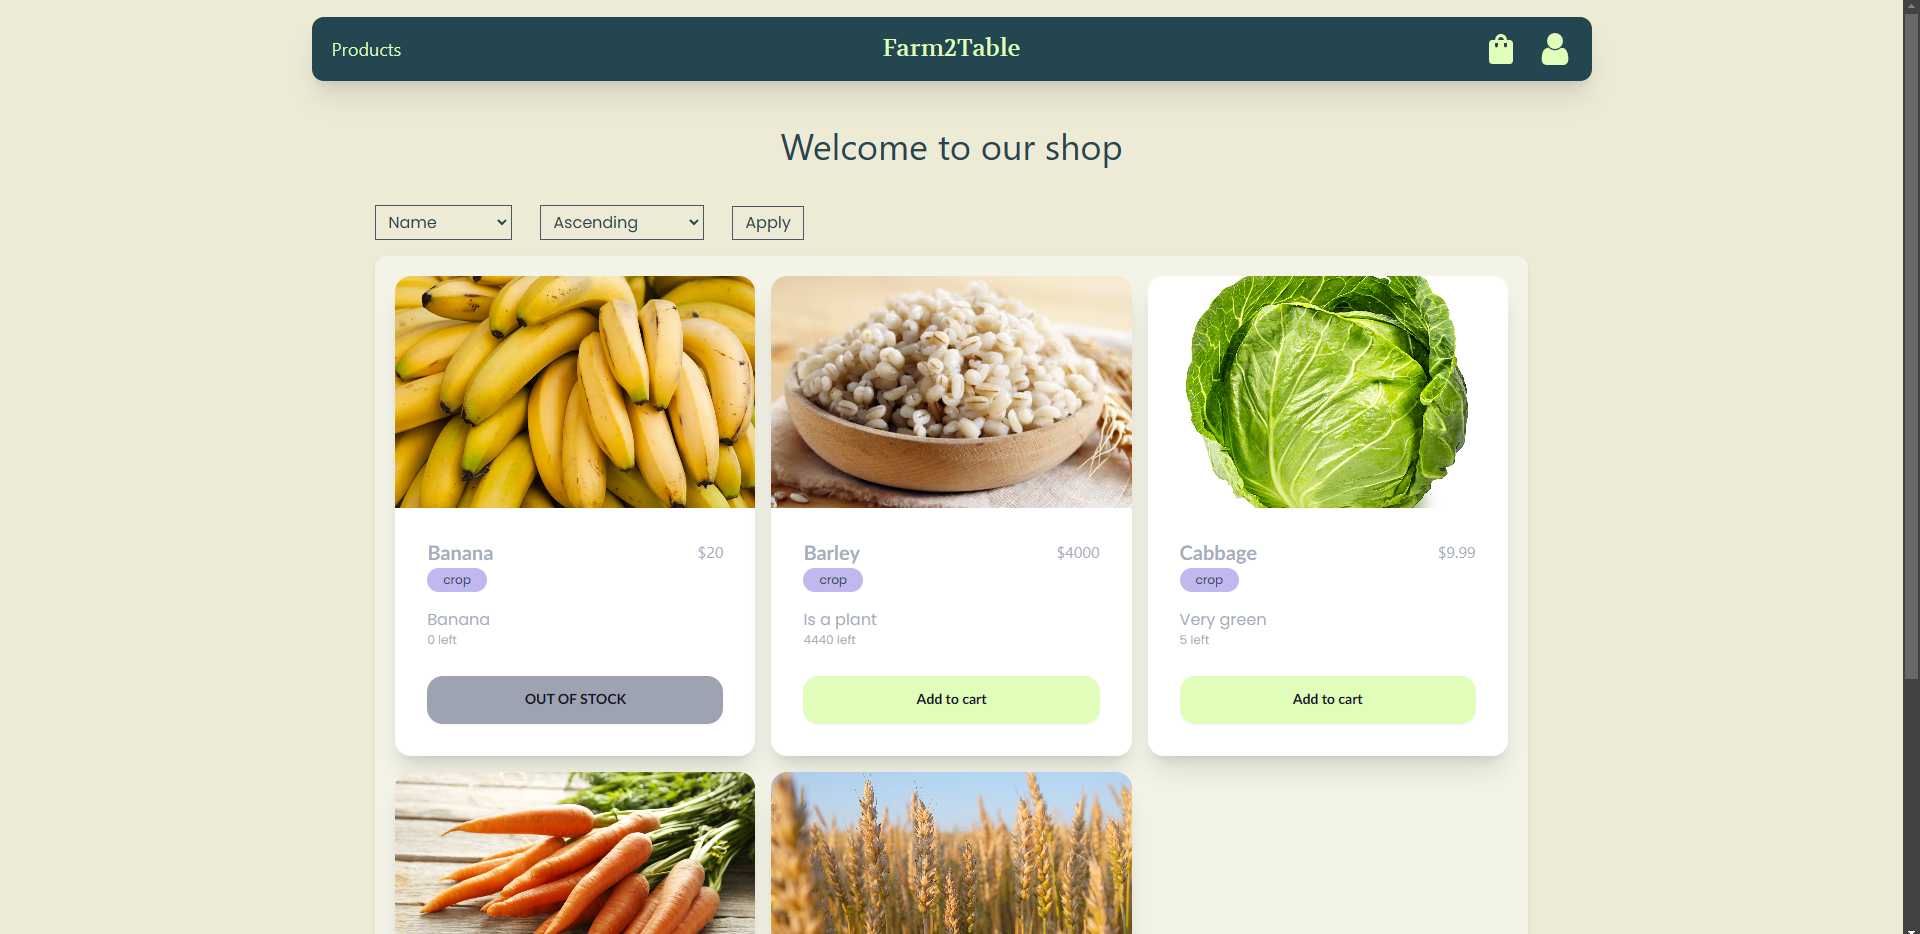 Products
Farm2Table
Welcome to our shop
Name
Ascending
Apply
Banana
$20
crop
Banana
0 left
OUT OF STOCK
Barley
$4000
crop
Is a plant
4440 left
Add to cart
Cabbage
$9.99
crop
Very green
5 left
Add to cart